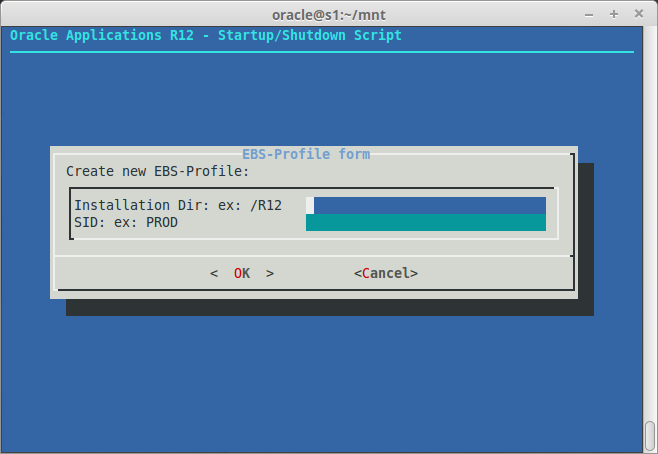 oracle@s1:~/mnt
Oracle Applications R12 - Startup/Shutdown Script
EBS-Profile form
Create new EBS-Profile:
Installation Dir: ex: /R12
SID: ex: PROD
<  OK  >
<Cancel>